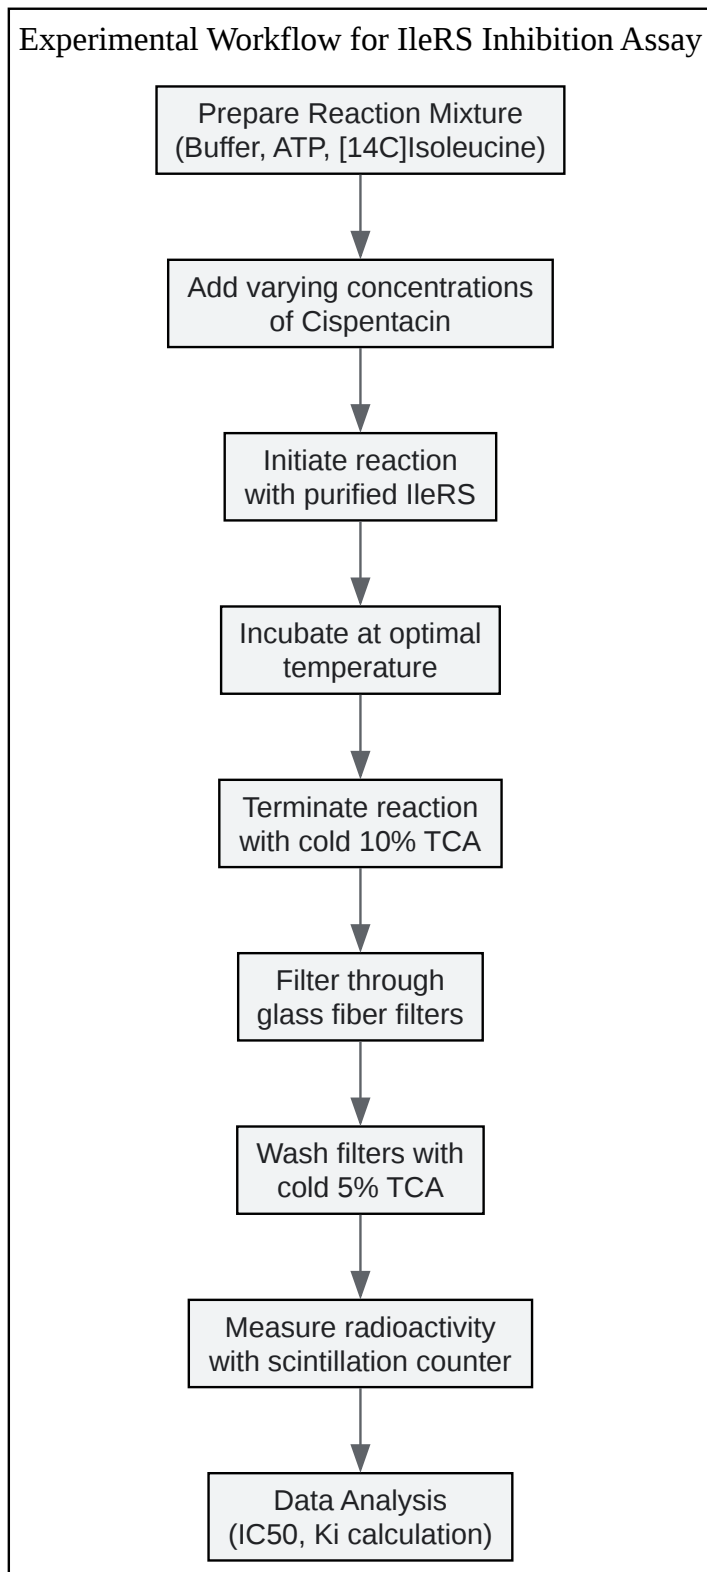 Experimental Workflow for IleRS Inhibition Assay
Prepare Reaction Mixture
(Buffer, ATP, [14C]Isoleucine)
Add varying concentrations
of Cispentacin
Initiate reaction
with purified IleRS
Incubate at optimal
temperature
Terminate reaction
with cold 10% TCA
Filter through
glass fiber filters
Wash filters with
cold 5% TCA
Measure radioactivity
with scintillation counter
Data Analysis
(IC50, Ki calculation)